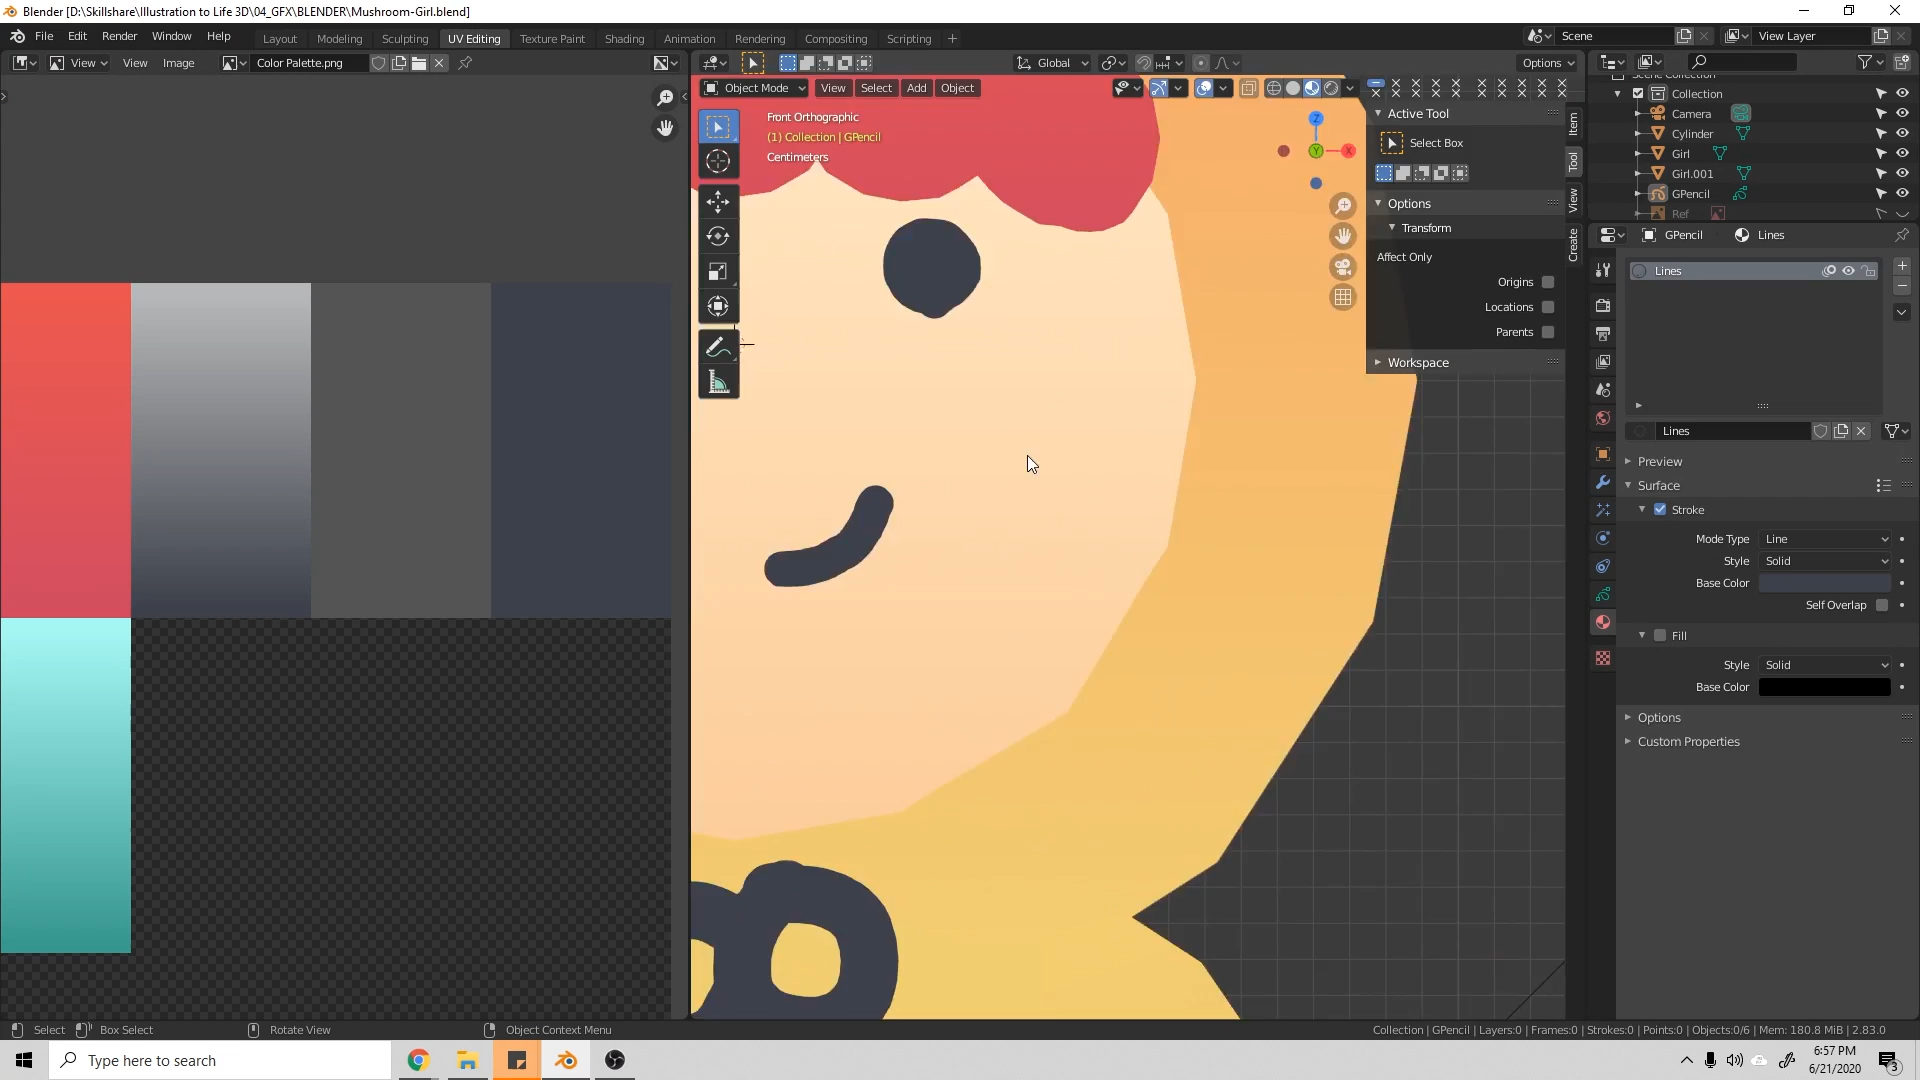 Blender [D:\Skillshare\Illustration to Life 3D\04_GFX\BLENDER\Mushroom-Girl.blend]
File Edit Render Window Help Layout Modeling Sculpting UV Editing Texture Paint Shading Animation Rendering Compositing Scripting + Scene View Layer
View View Image Color Palette.png Global Options
Object Mode View Select Add Object
Scene Collection
Collection
Camera
Cylinder
Girl
Girl.001
GPencil
Ref
Front Orthographic
(1) Collection | GPencil
Centimeters
Z
Y
X
Active Tool
Select Box
Options
Transform
Affect Only
Origins
Locations
Parents
Workspace
Item
Tool
View
Create
GPencil Lines
Lines
Lines
Preview
Surface
Stroke
Mode Type Line
Style Solid
Base Color
Self Overlap
Fill
Style Solid
Base Color
Options
Custom Properties
Select Box Select Rotate View Object Context Menu Collection | GPencil | Layers:0 | Frames:0 | Strokes:0 | Points:0 | Objects:0/6 | Mem: 180.8 MiB | 2.83.0
Type here to search
6:57 PM
6/21/2020
3